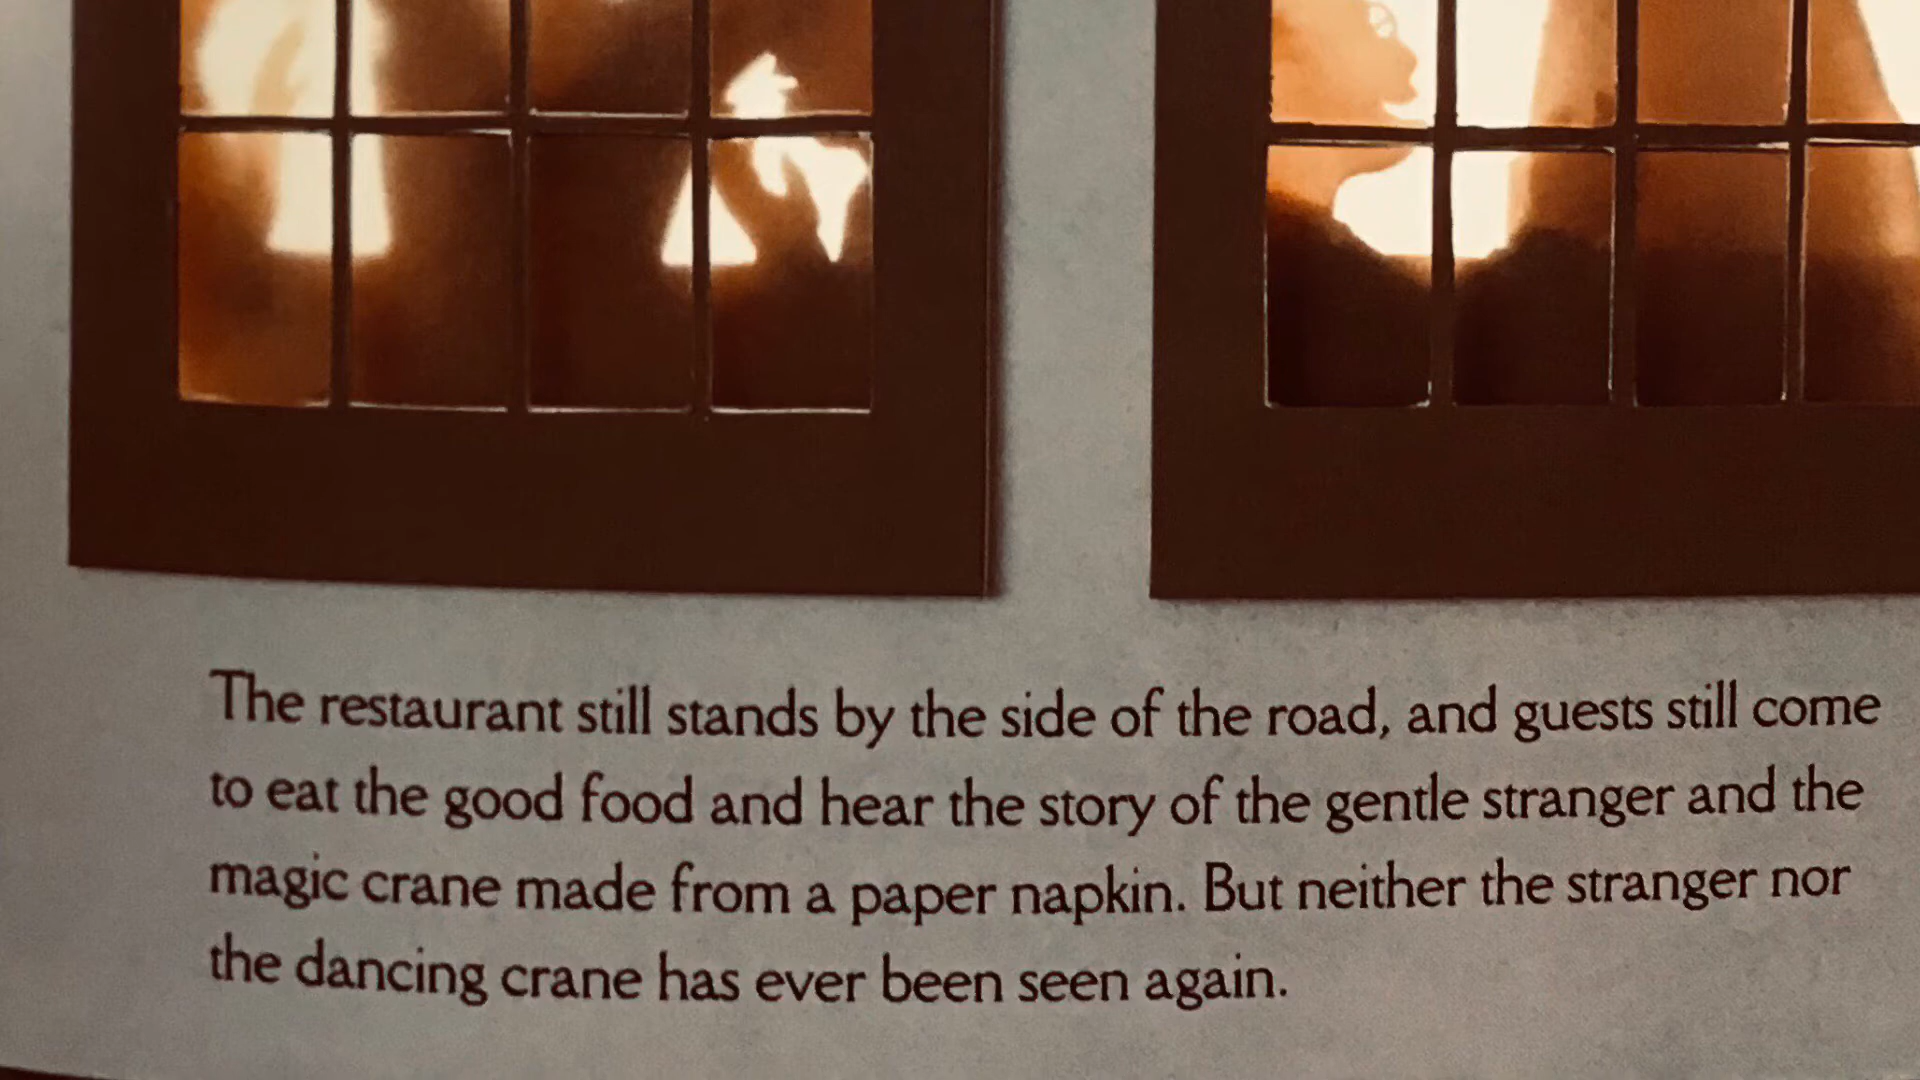 The restaurant still stands by the side of the road, and guests still come
to eat the good food and hear the story of the gentle stranger and the
magic crane made from a paper napkin. But neither the stranger nor
the dancing crane has ever been seen again.